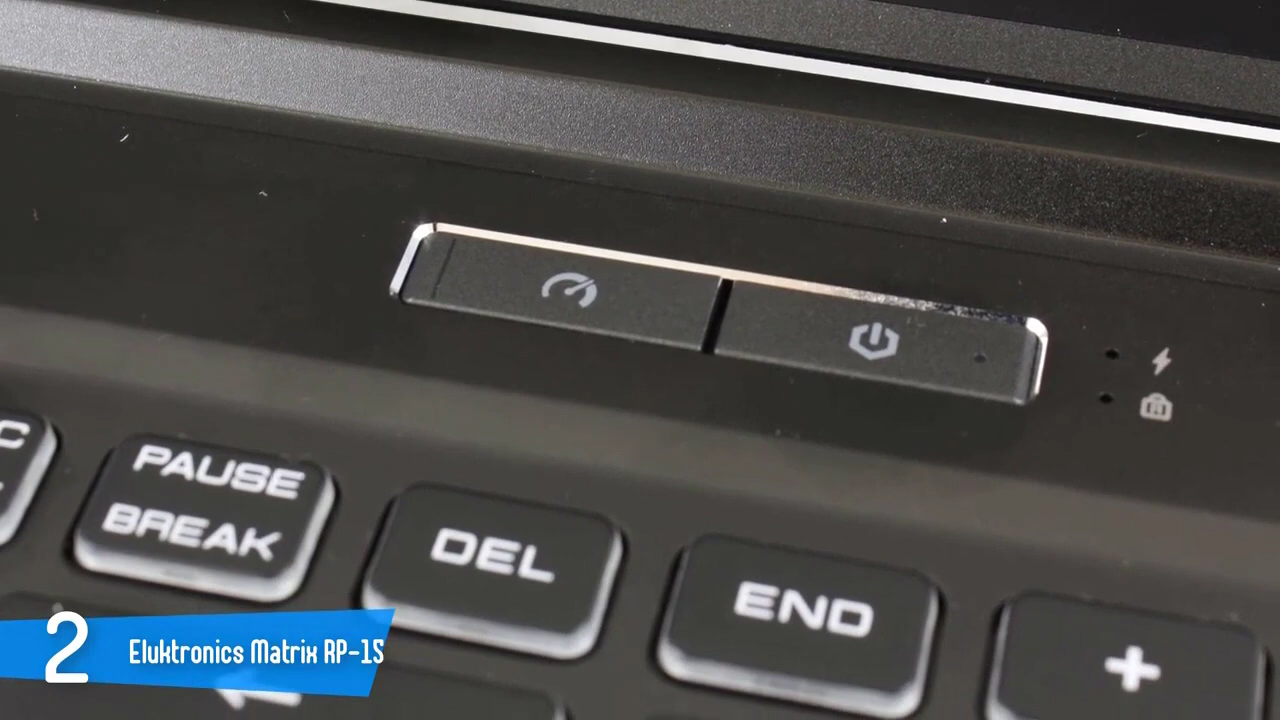 C
PAUSE
BREAK
DEL
END
+
2 Eluktronics Matrix RP-15